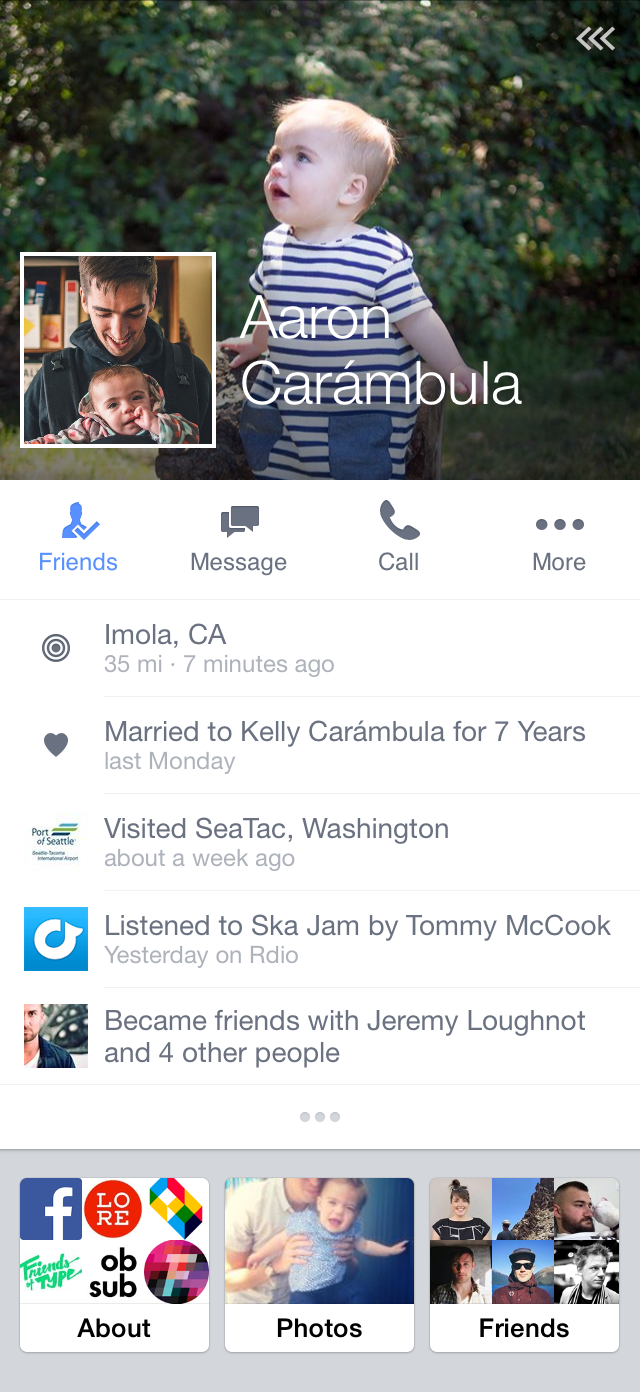 Aaron
Carámbula
Friends
Message
Call
More
Imola, CA
35 mi · 7 minutes ago
Married to Kelly Carámbula for 7 Years
last Monday
Port
of Seattle
Seattle-Tacoma
International Airport
Visited SeaTac, Washington
about a week ago
Listened to Ska Jam by Tommy McCook
Yesterday on Rdio
Became friends with Jeremy Loughnot
and 4 other people
f
LO
RE
Friends
of TYPE
ob
sub
F
About
Photos
Friends